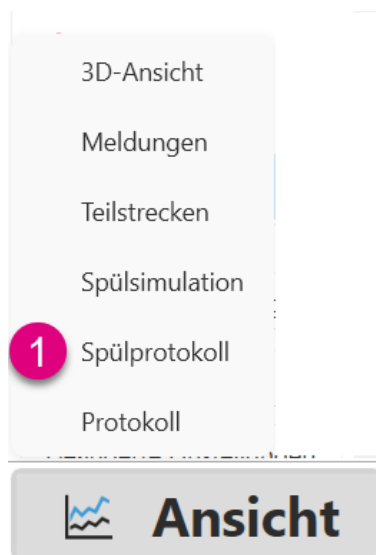 3D-Ansicht
Meldungen
Teilstrecken
Spülsimulation
1 Spülprotokoll
Protokoll
Ansicht